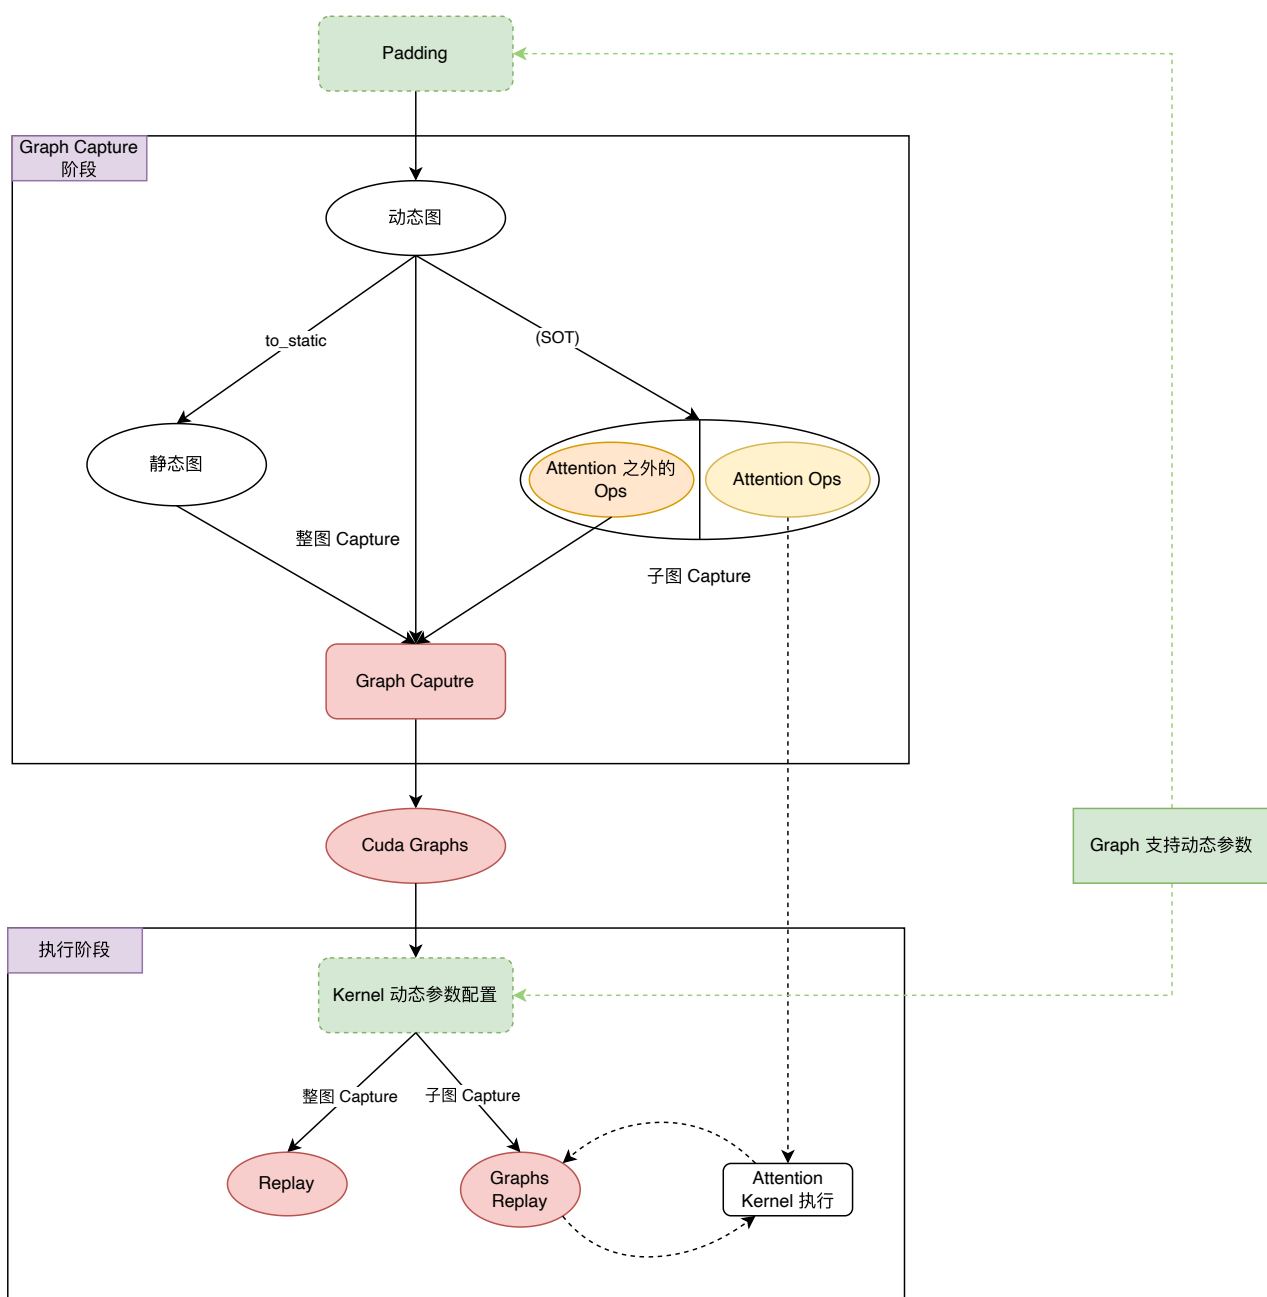 Padding
Graph Capture
阶段
动态图
to_static
(SOT)
静态图
Attention 之外的
Ops
Attention Ops
整图 Capture
子图 Capture
Graph Caputre
Cuda Graphs
Graph 支持动态参数
执行阶段
Kernel 动态参数配置
整图 Capture
子图 Capture
Replay
Graphs
Replay
Attention
Kernel 执行